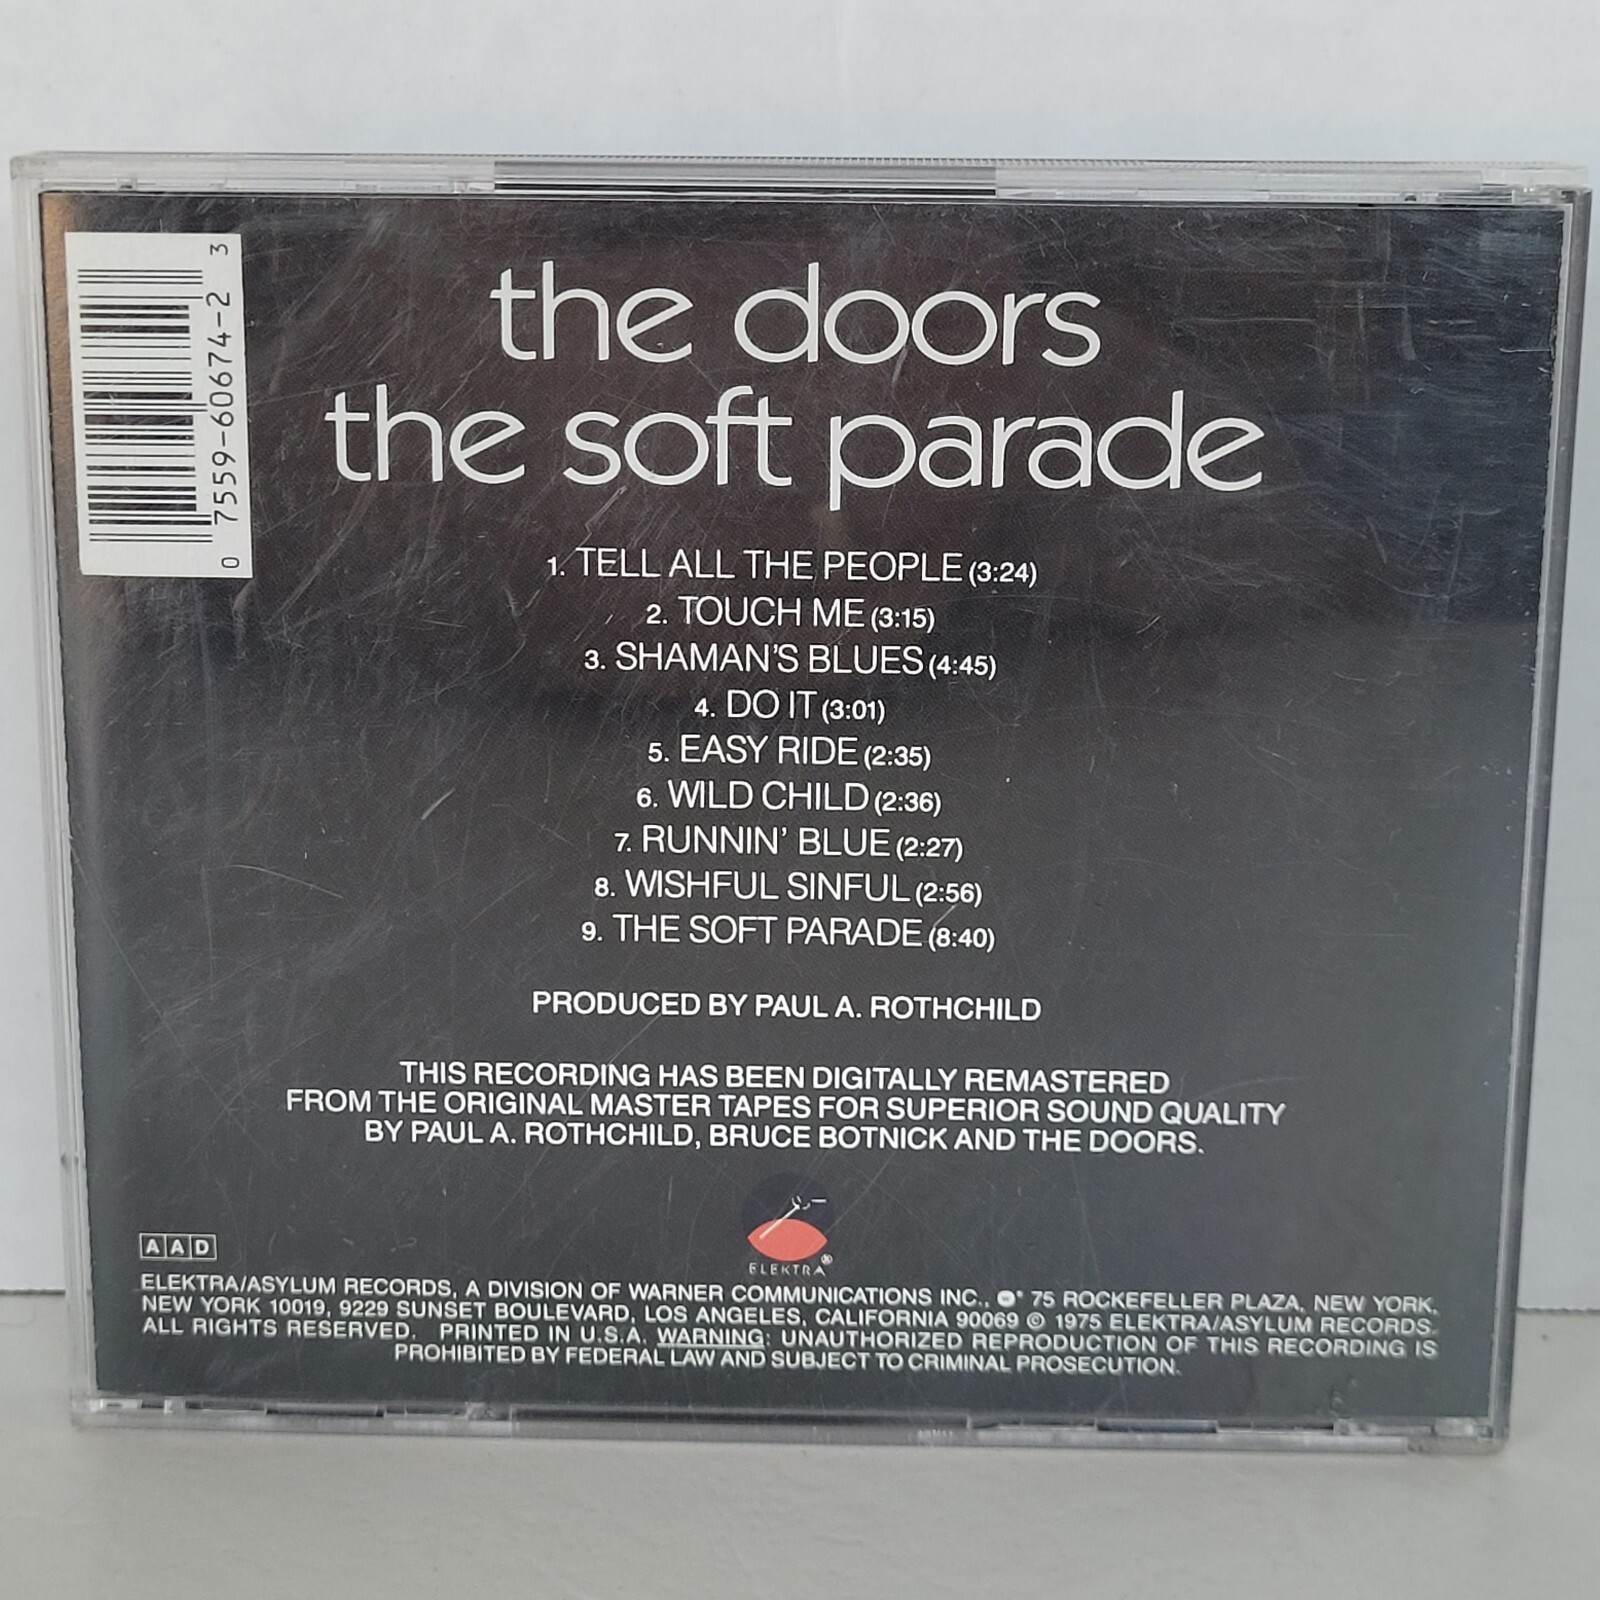 0 7559-60674-2 3
the doors
the soft parade
1. TELL ALL THE PEOPLE (3:24)
2. TOUCH ME (3:15)
3. SHAMAN'S BLUES (4:45)
4. DO IT (3:01)
5. EASY RIDE (2:35)
6. WILD CHILD (2:36)
7. RUNNIN' BLUE (2:27)
8. WISHFUL SINFUL (2:56)
9. THE SOFT PARADE (8:40)
PRODUCED BY PAUL A. ROTHCHILD
THIS RECORDING HAS BEEN DIGITALLY REMASTERED
FROM THE ORIGINAL MASTER TAPES FOR SUPERIOR SOUND QUALITY
BY PAUL A. ROTHCHILD, BRUCE BOTNICK AND THE DOORS.
AAD
ELEKTRA®
ELEKTRA/ASYLUM RECORDS, A DIVISION OF WARNER COMMUNICATIONS INC., 75 ROCKEFELLER PLAZA, NEW YORK,
NEW YORK 10019, 9229 SUNSET BOULEVARD, LOS ANGELES, CALIFORNIA 90069 © 1975 ELEKTRA/ASYLUM RECORDS.
ALL RIGHTS RESERVED. PRINTED IN U.S.A. WARNING: UNAUTHORIZED REPRODUCTION OF THIS RECORDING IS
PROHIBITED BY FEDERAL LAW AND SUBJECT TO CRIMINAL PROSECUTION.